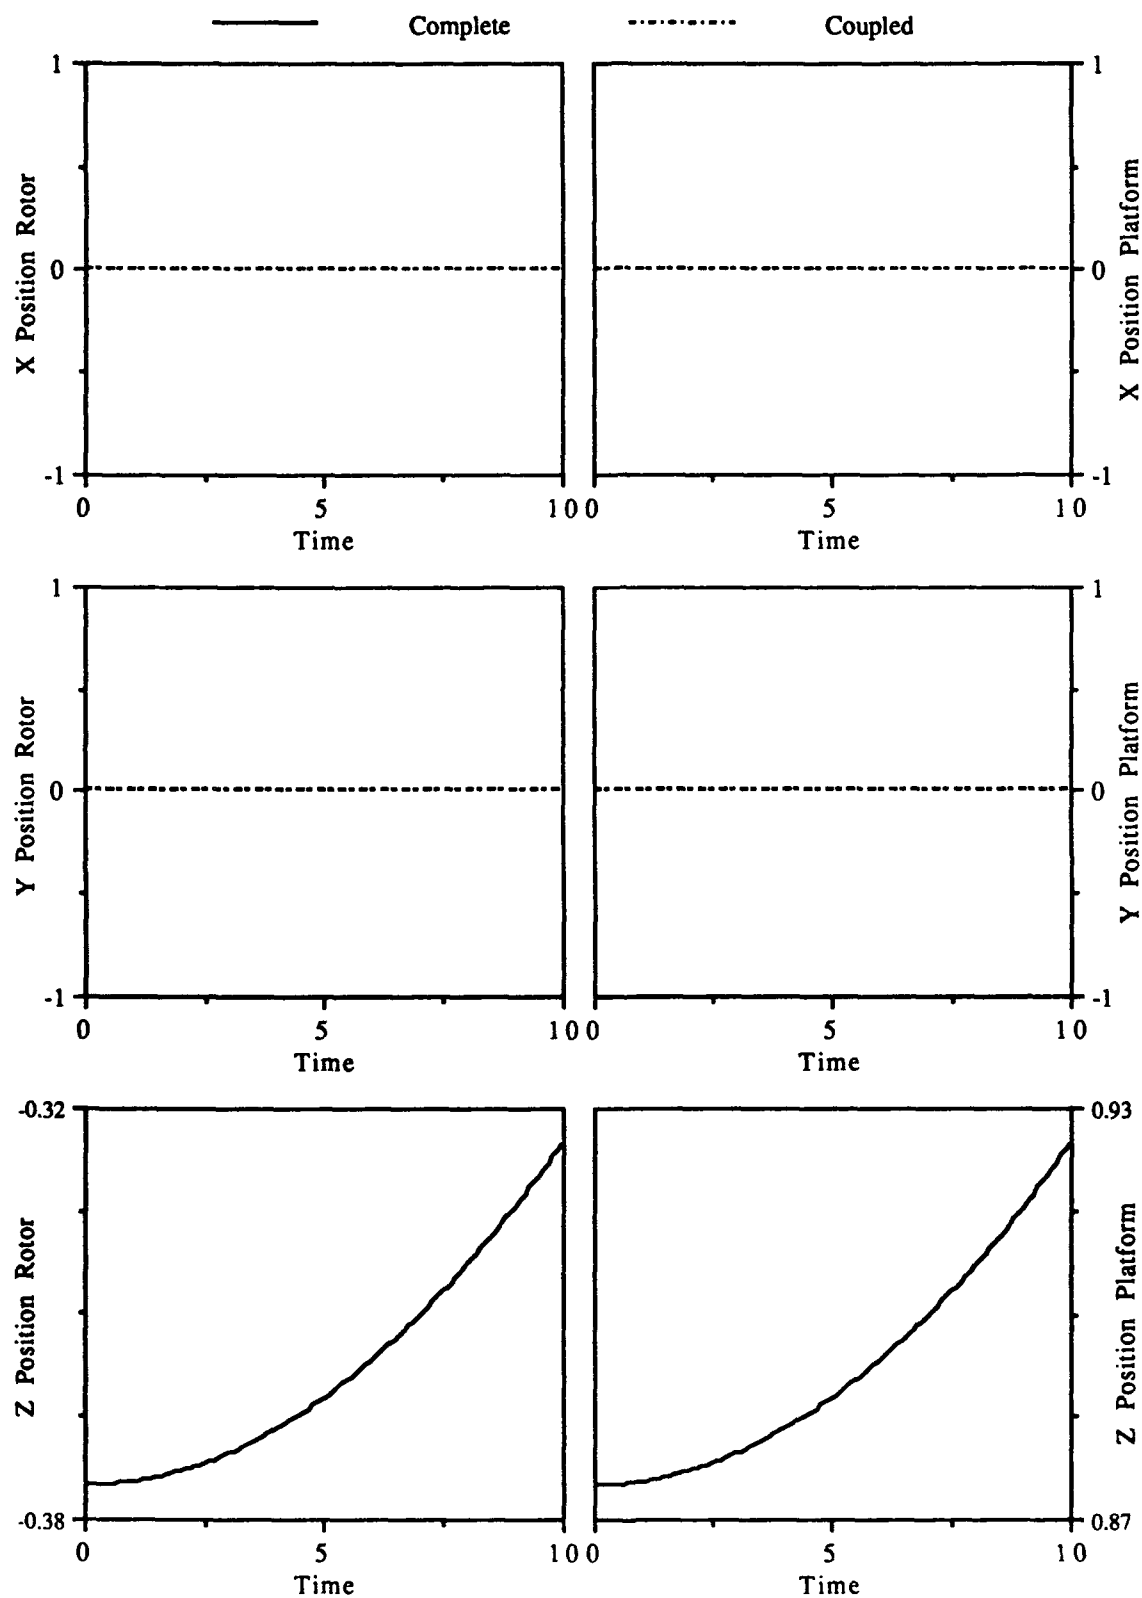 Complete Coupled
1 1
X Position Rotor
X Position Platform
0 0
-1 -1
0 5 10 0 5 10
Time Time
1 1
Y Position Rotor
Y Position Platform
0 0
-1 -1
0 5 10 0 5 10
Time Time
-0.32 0.93
Z Position Rotor
Z Position Platform
-0.38 0.87
0 5 10 0 5 10
Time Time